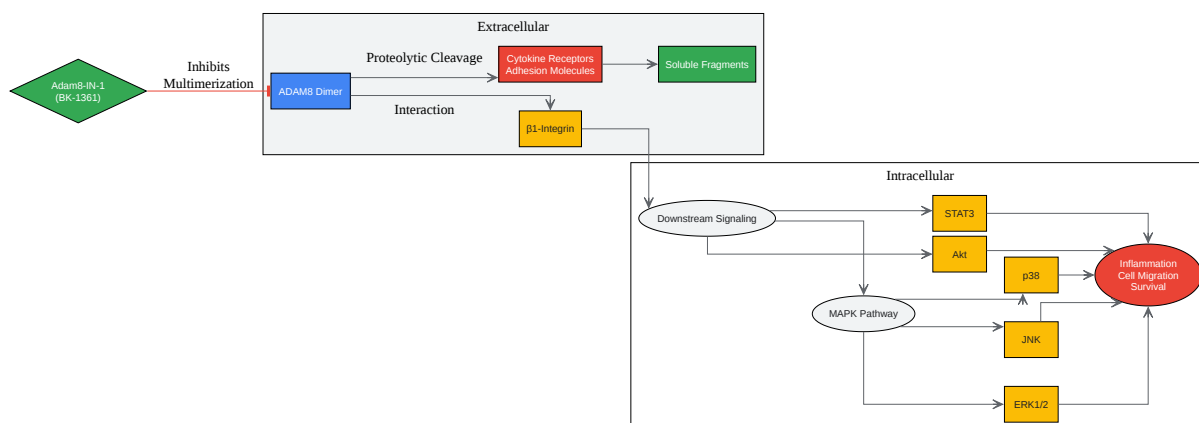 Extracellular
Adam8-IN-1
(BK-1361)
Inhibits
Multimerization
ADAM8 Dimer
Proteolytic Cleavage
Interaction
Cytokine Receptors
Adhesion Molecules
Soluble Fragments
β1-Integrin
Intracellular
Downstream Signaling
STAT3
Akt
p38
Inflammation
Cell Migration
Survival
MAPK Pathway
JNK
ERK1/2